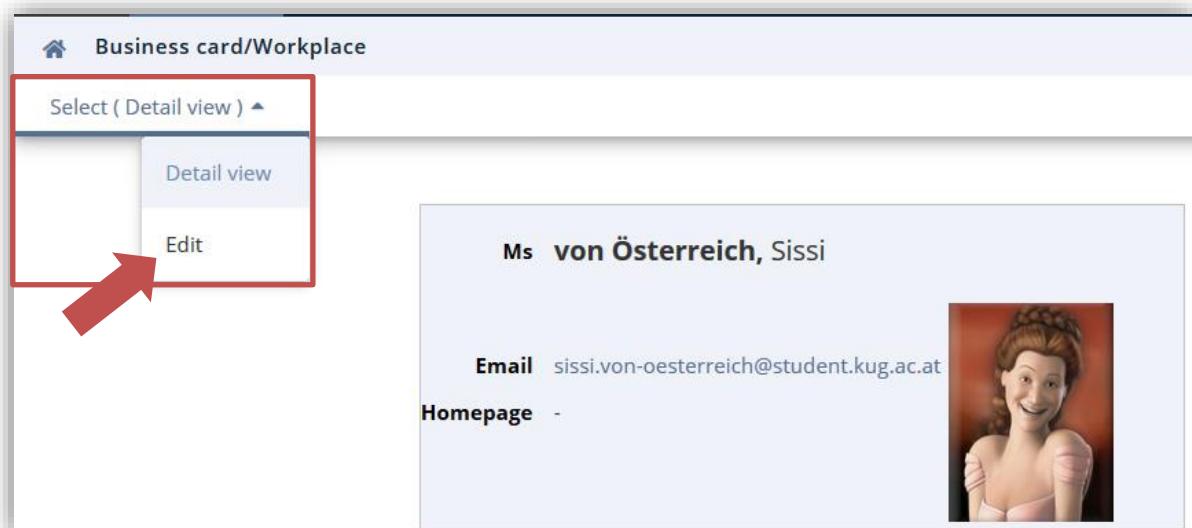 Business card/Workplace
Select ( Detail view )
Detail view
Edit
Ms von Österreich, Sissi
Email sissi.von-oesterreich@student.kug.ac.at
Homepage -